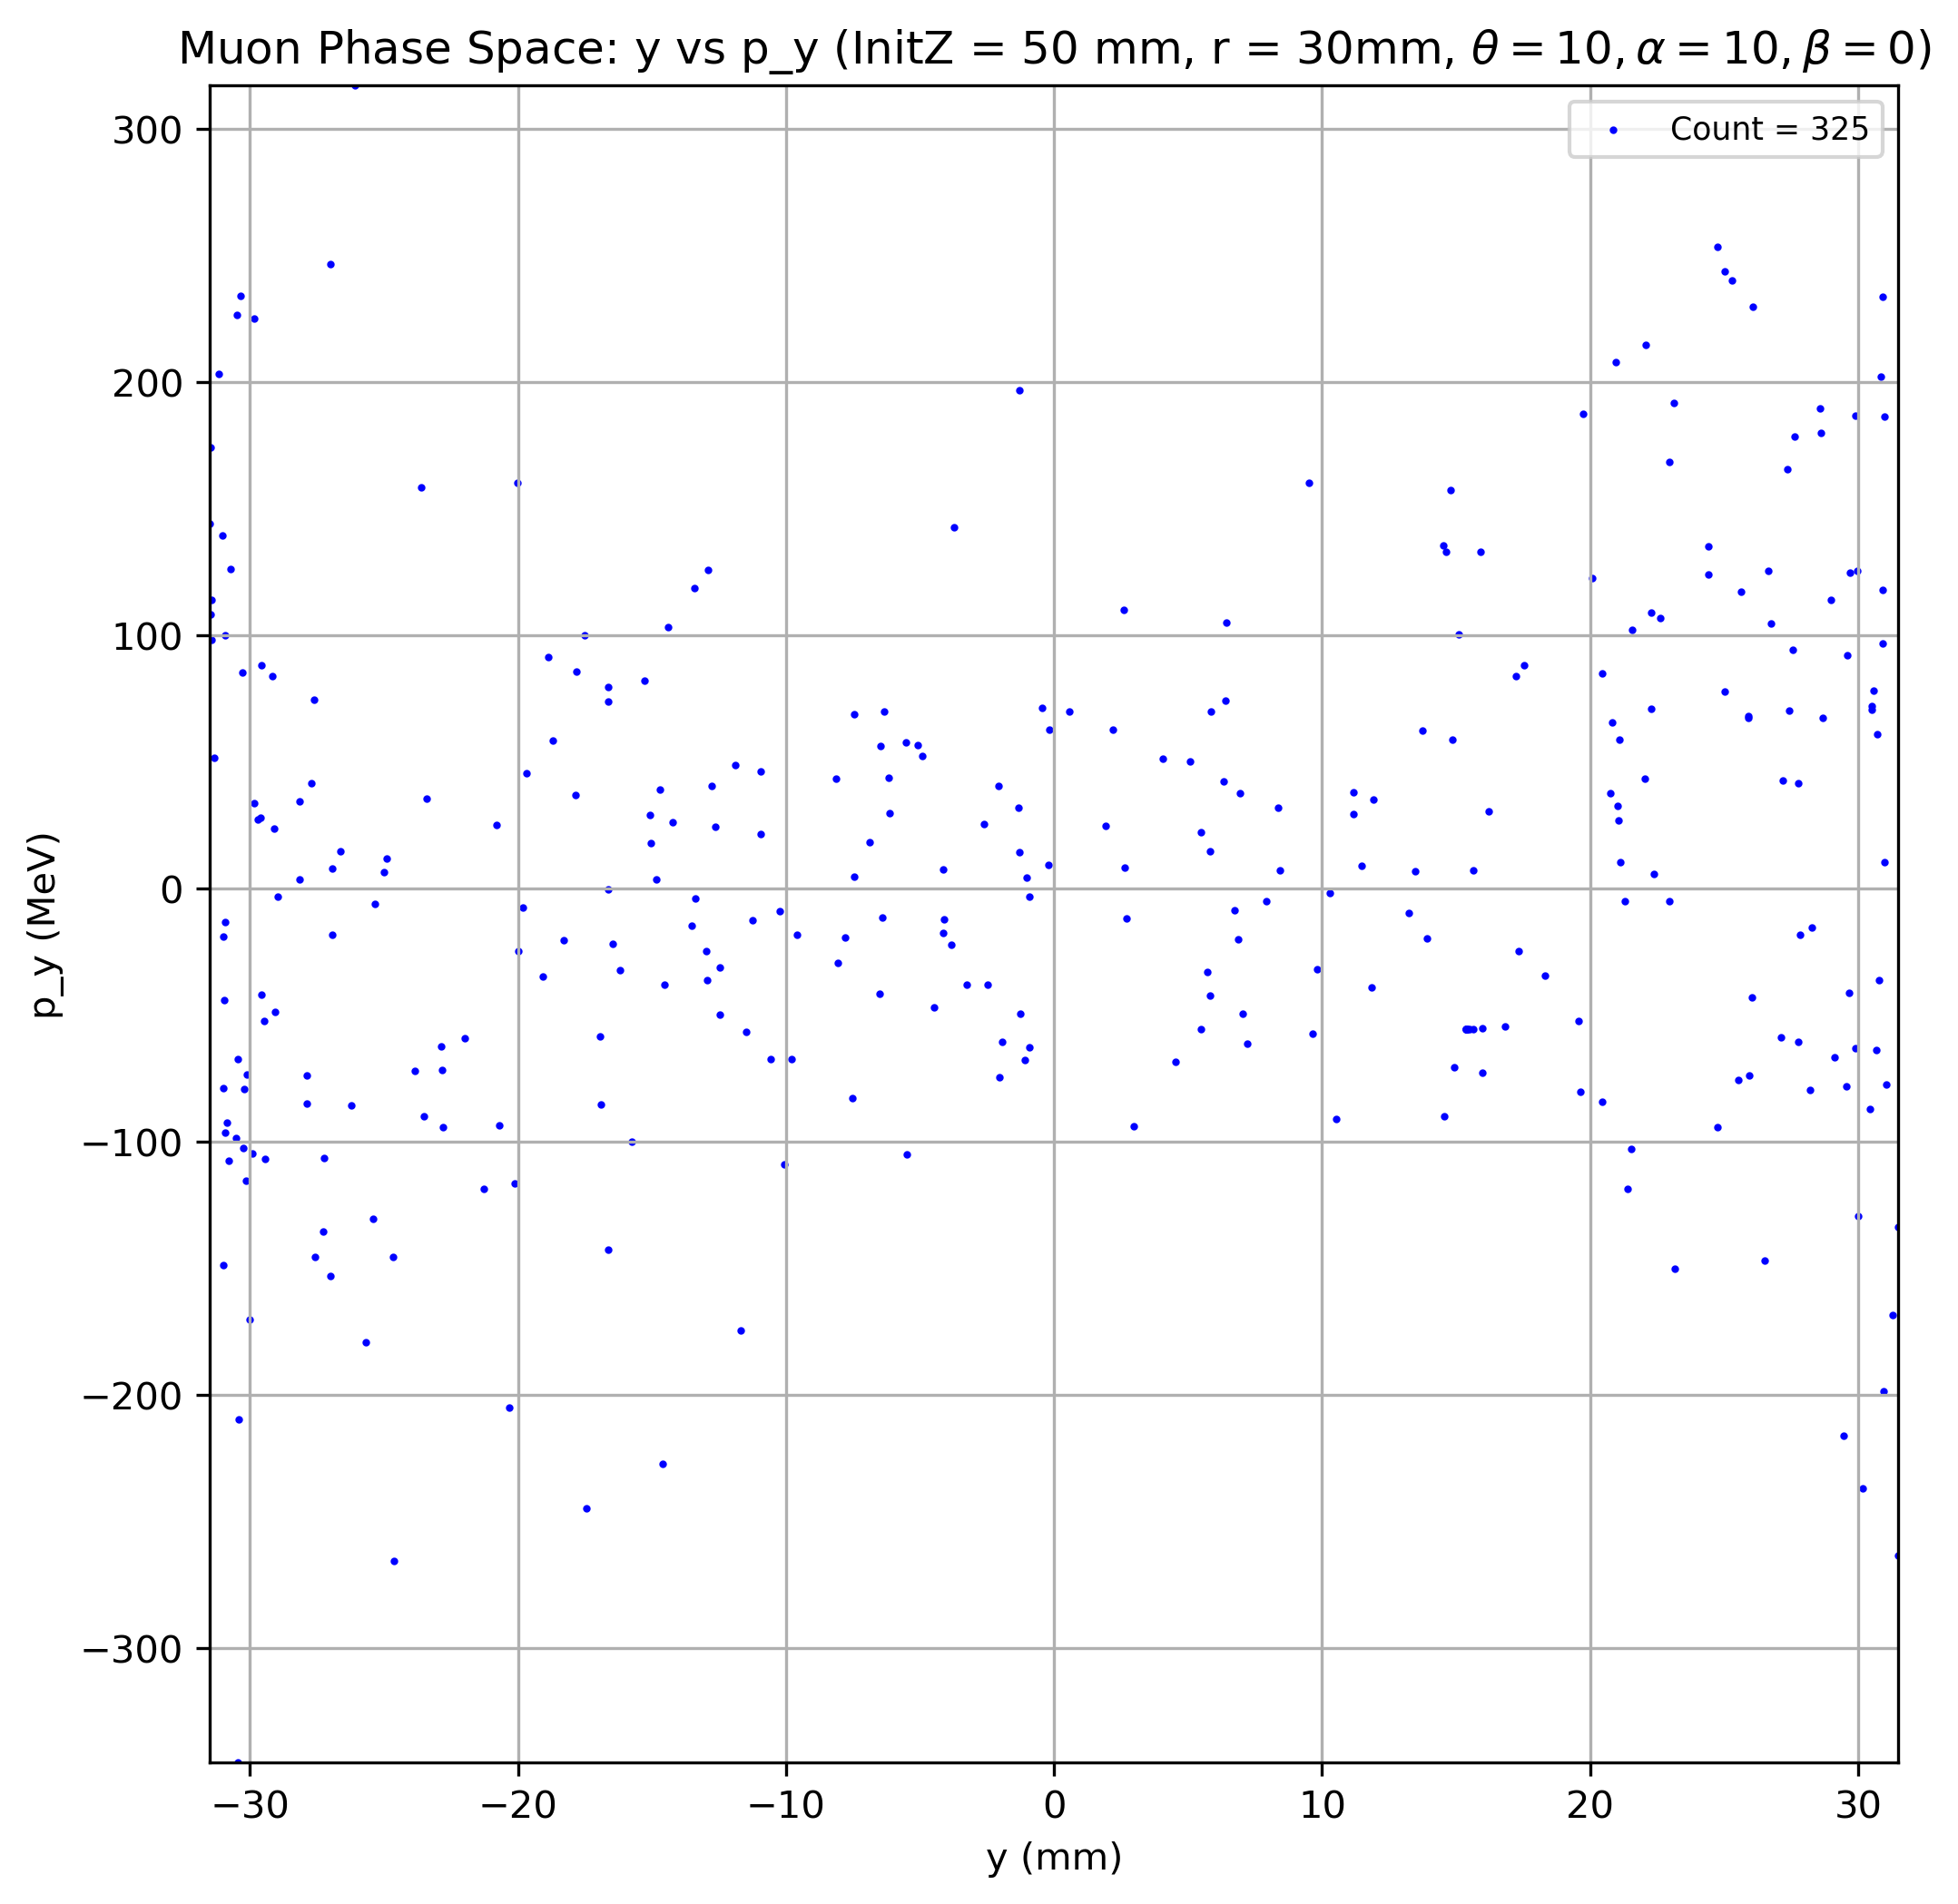 Muon Phase Space: y vs p_y (InitZ = 50 mm, r = 30mm, θ = 10, α = 10, β = 0)
Count = 325
300
200
100
0
−100
−200
−300
p_y (MeV)
−30 −20 −10 0 10 20 30
y (mm)